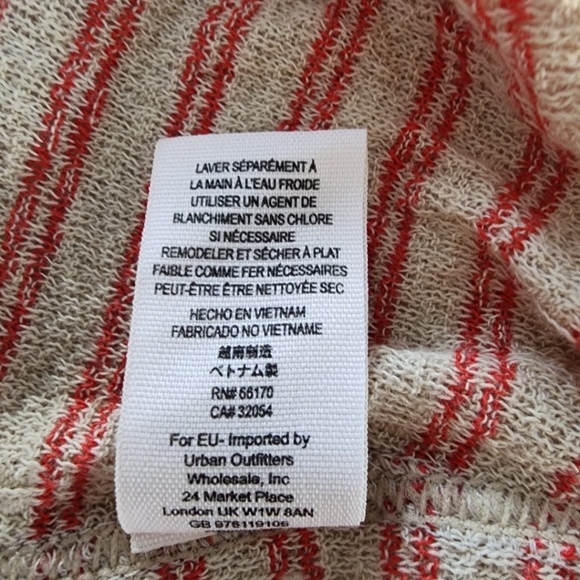 LAVER SÉPARÉMENT À
LA MAIN À L'EAU FROIDE
UTILISER UN AGENT DE
BLANCHIMENT SANS CHLORE
SI NÉCESSAIRE
REMODELER ET SÉCHER À PLAT
FAIBLE COMME FER NÉCESSAIRES
PEUT-ÊTRE ÊTRE NETTOYÉE SEC
HECHO EN VIETNAM
FABRICADO NO VIETNAME
越南制造
ベトナム製
RN# 66170
CA# 32054
For EU- Imported by
Urban Outfitters
Wholesale, Inc
24 Market Place
London UK W1W 8AN
GB 978119106